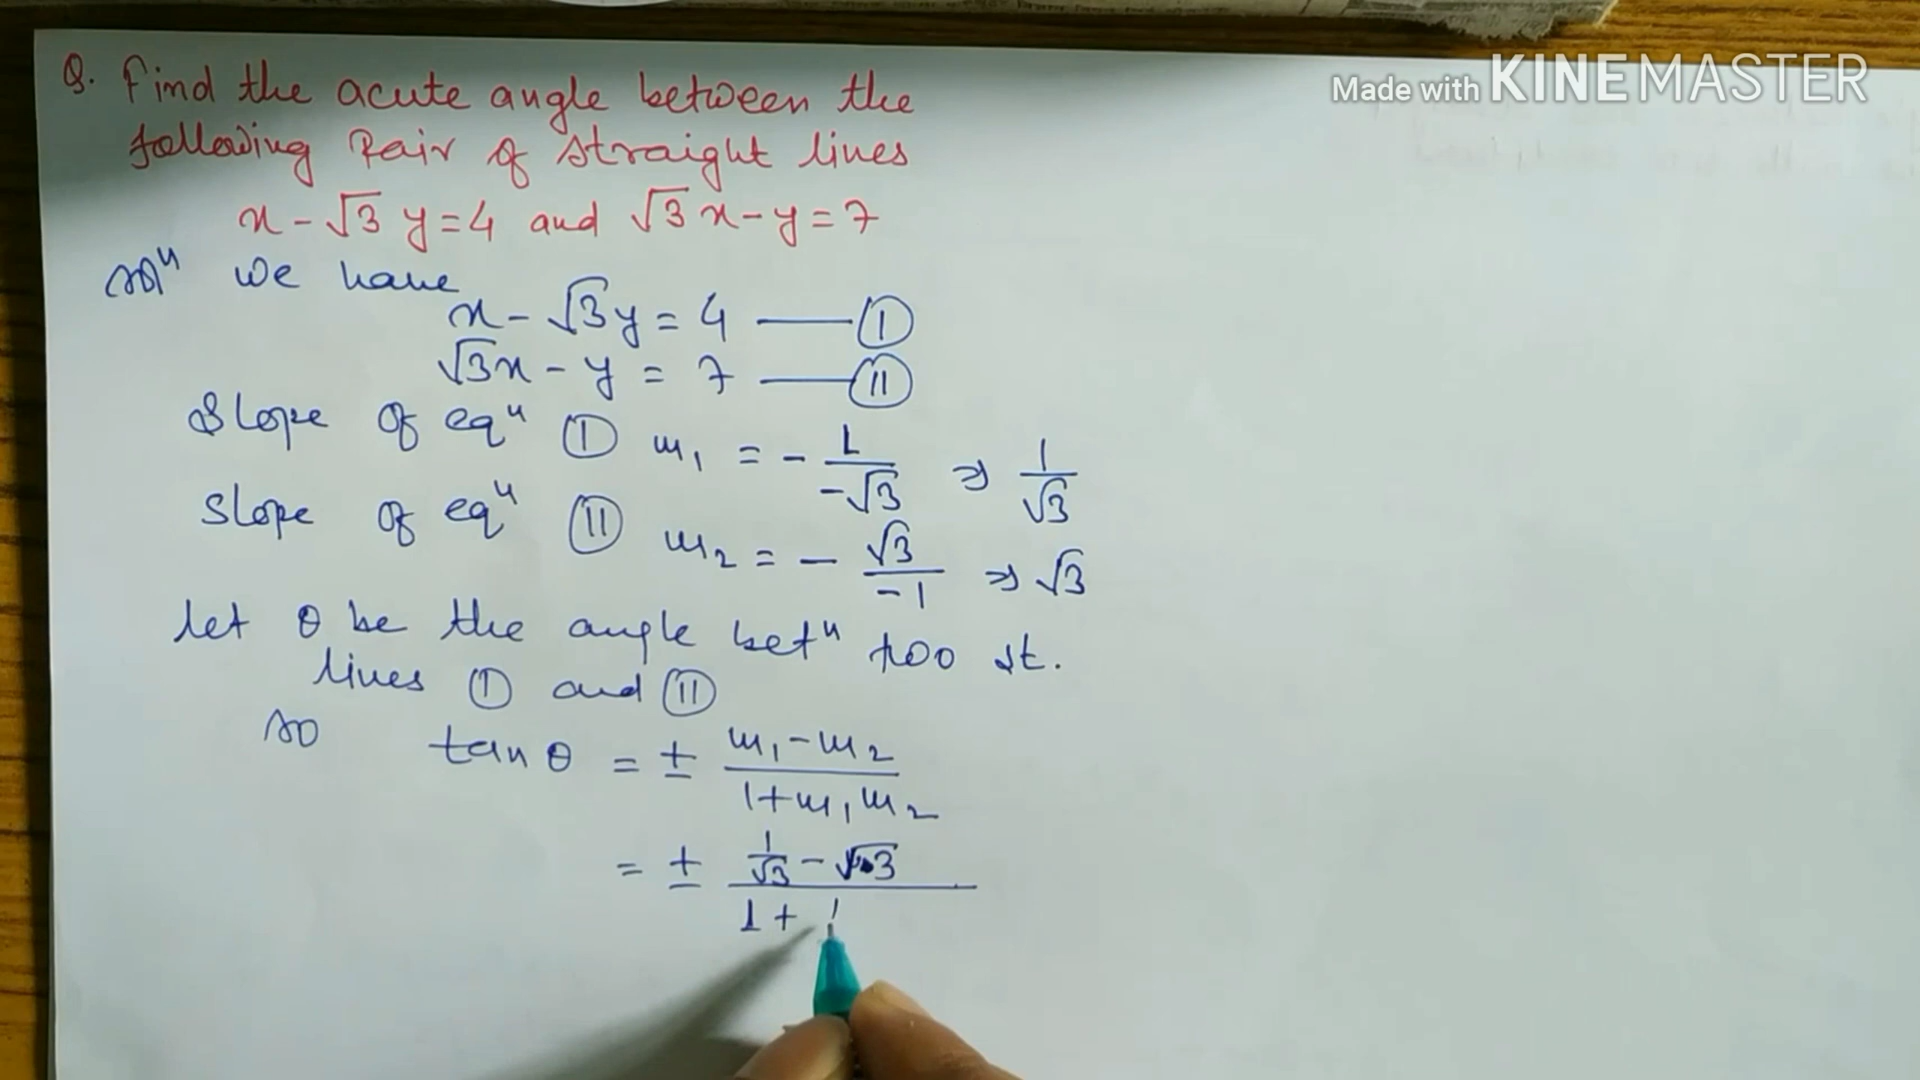 Made with KINEMASTER
Q. Find the acute angle between the
following Pair of straight lines
x - √3 y = 4 and √3 x - y = 7
Solⁿ We have
x - √3y = 4 —— Ⅰ
√3x - y = 7 —— Ⅱ
Slope of eqⁿ Ⅰ m₁ = - 1/-√3 ⇒ 1/√3
Slope of eqⁿ Ⅱ m₂ = - √3/-1 ⇒ √3
let θ be the angle betⁿ two st.
lines Ⅰ and Ⅱ
so tan θ = ± m₁ - m₂/1 + m₁ m₂
= ± 1/√3 - √3/1 + 1